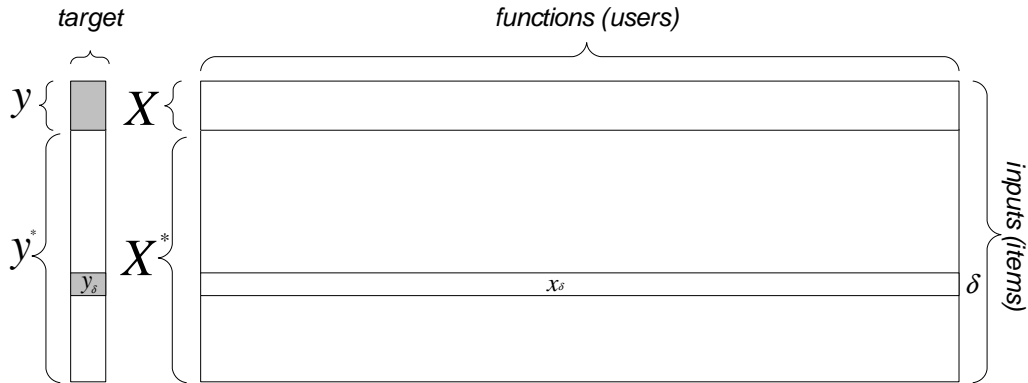 target
functions (users)
y
X
y*
X*
yδ
xδ
δ
inputs (items)